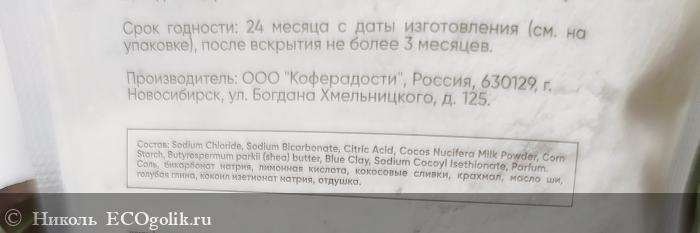 Срок годности: 24 месяца с даты изготовления (см. на
упаковке), после вскрытия не более 3 месяцев.
Производитель: ООО "Коферадости", Россия, 630129, г.
Новосибирск, ул. Богдана Хмельницкого, д. 125.
Состав: Sodium Chloride, Sodium Bicarbonate, Citric Acid, Cocos Nucifera Milk Powder, Corn
Starch, Butyrospermum parkii (shea) butter, Blue Clay, Sodium Cocoyl Isethionate, Parfum.
Соль, бикарбонат натрия, лимонная кислота, кокосовые сливки, крахмал, масло ши,
голубая глина, кокоил изетионат натрия, отдушка.
© Николь ECOgolik.ru